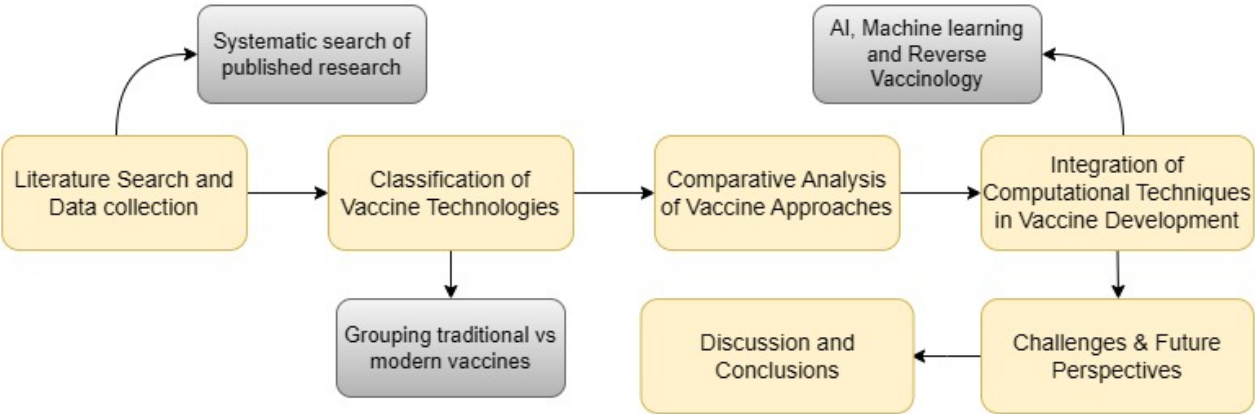 Systematic search of
published research
AI, Machine learning
and Reverse
Vaccinology
Literature Search and
Data collection
Classification of
Vaccine Technologies
Comparative Analysis
of Vaccine Approaches
Integration of
Computational Techniques
in Vaccine Development
Grouping traditional vs
modern vaccines
Discussion and
Conclusions
Challenges & Future
Perspectives